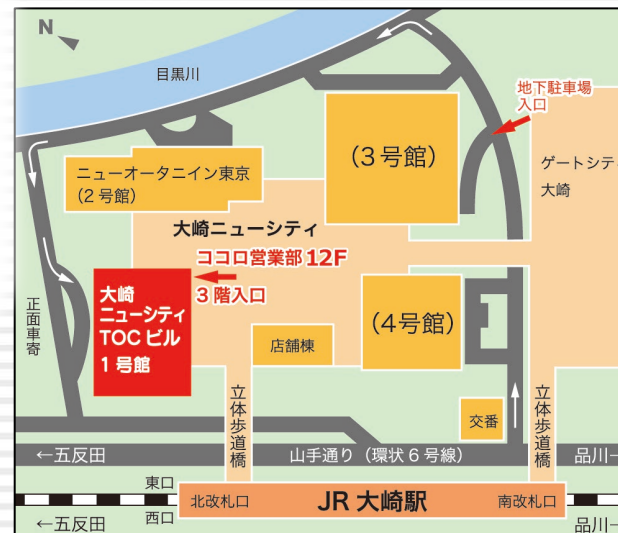 N
目黒川
地下駐車場
入口
ニューオータニイン東京
(2号館)
(3号館)
ゲートシテ
大崎
大崎ニューシティ
ココロ営業部 12F
3階入口
大崎
ニューシティ
TOCビル
1号館
(4号館)
正面車寄
店舗棟
立体歩道橋
交番
立体歩道橋
←五反田
山手通り(環状6号線)
品川
東口
西口
北改札口
JR 大崎駅
南改札口
←五反田
品川